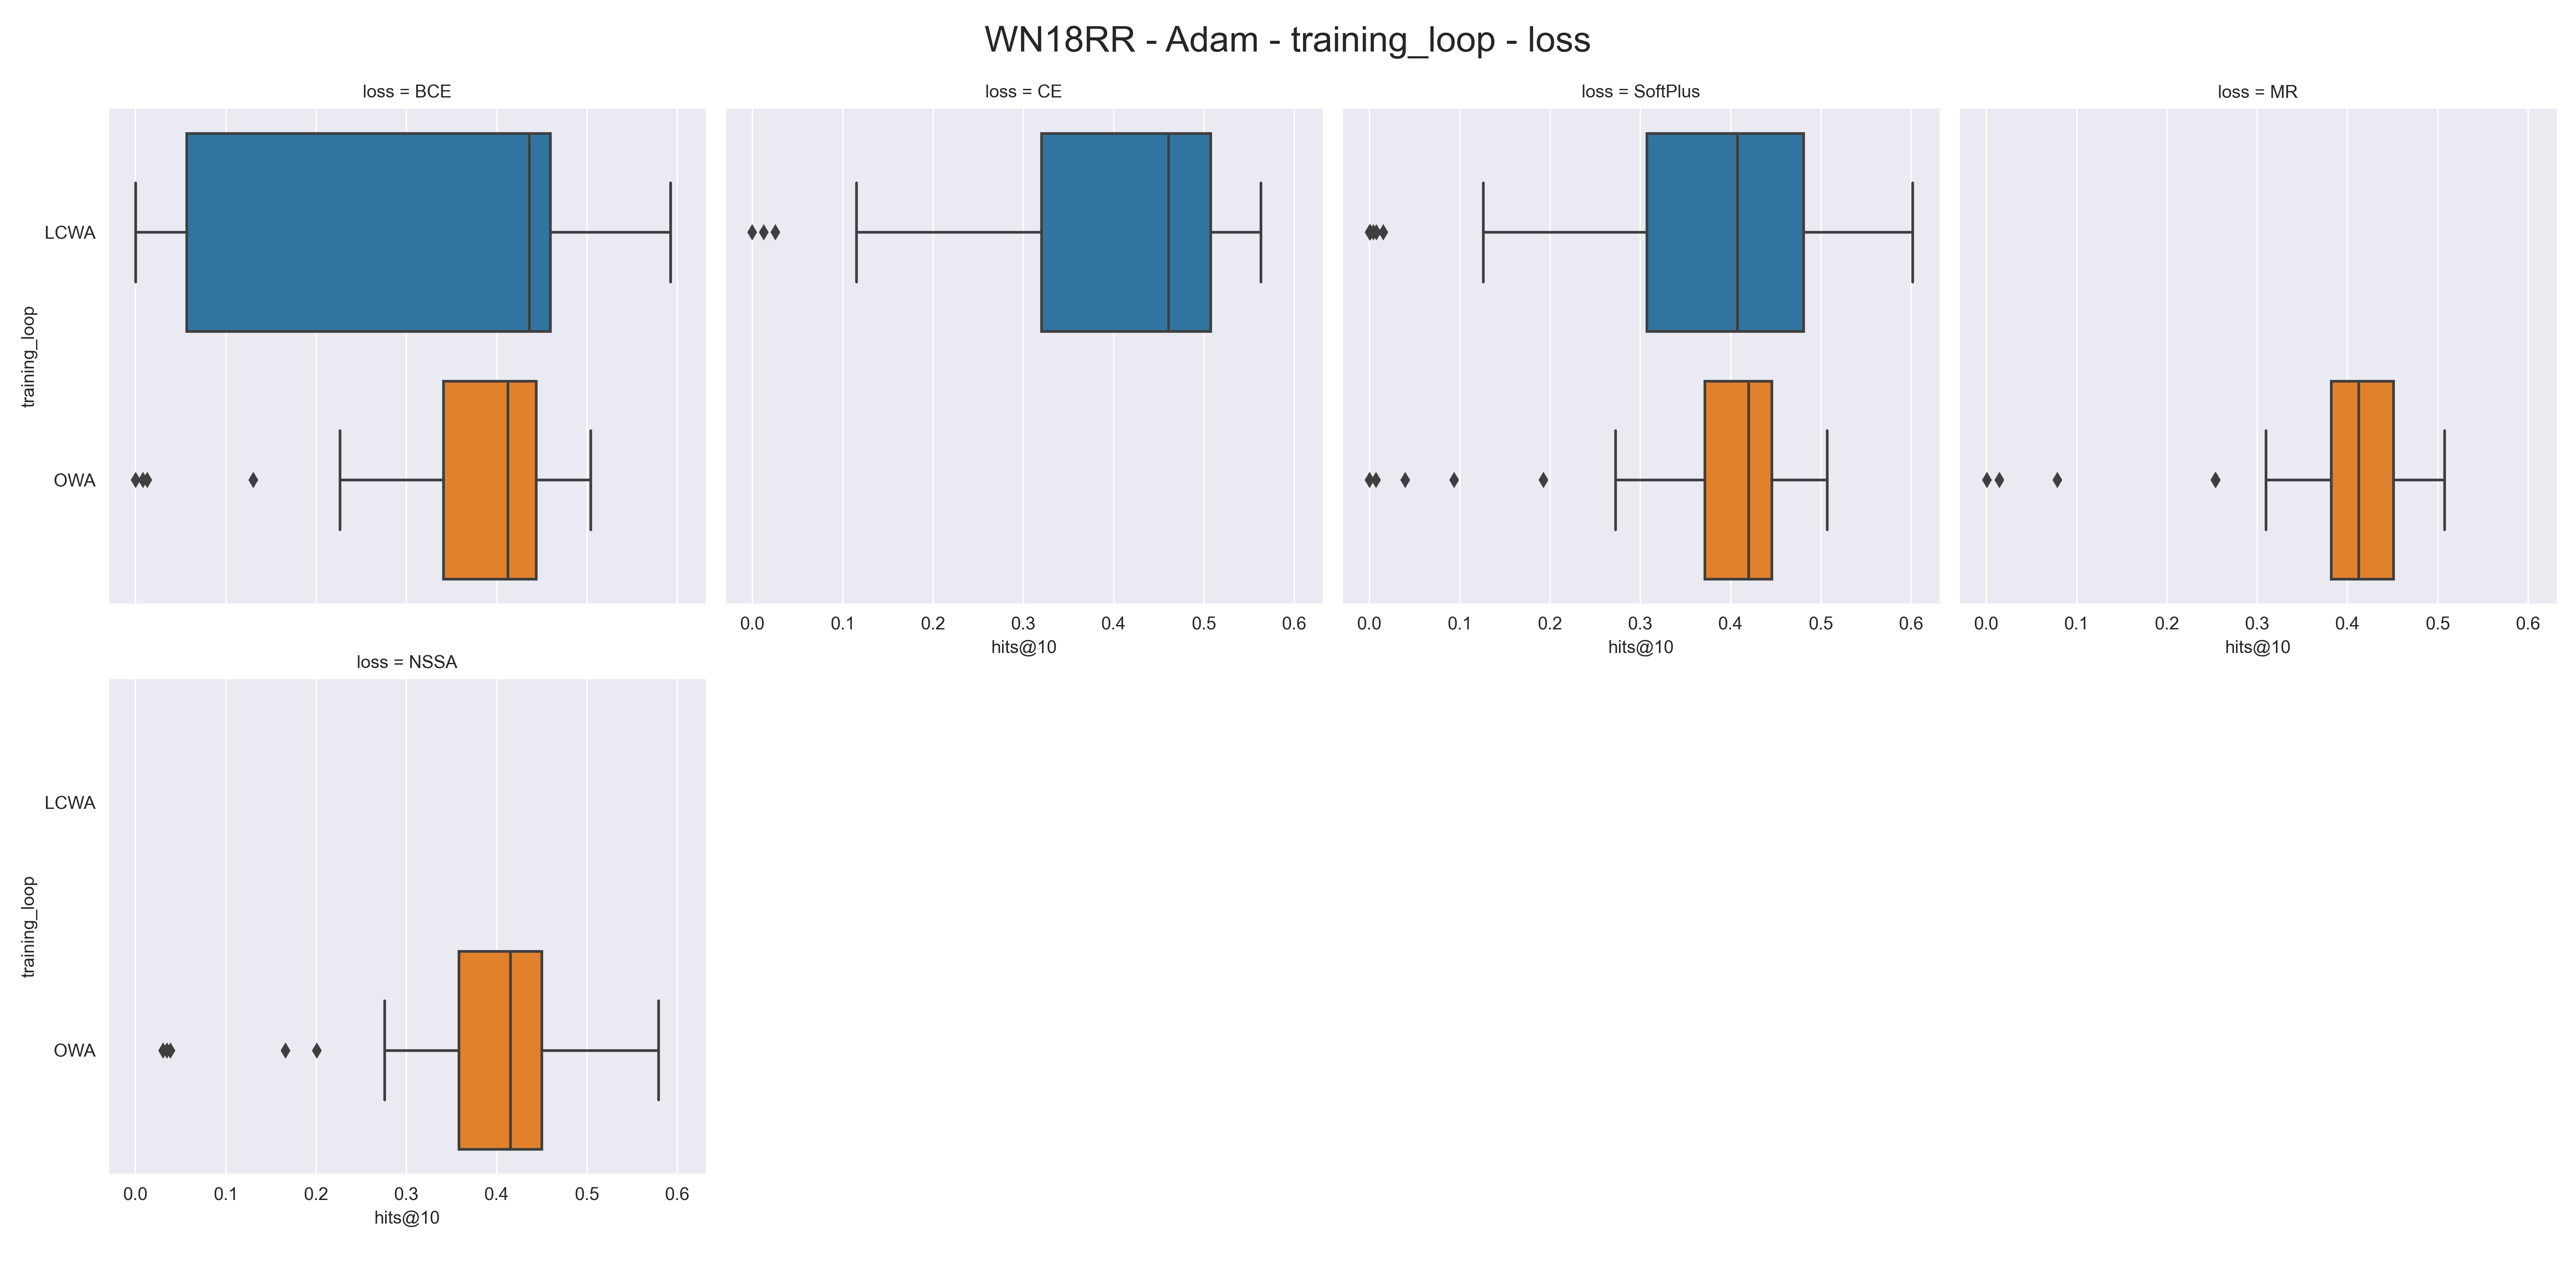 WN18RR - Adam - training_loop - loss
loss = BCE
loss = CE
loss = SoftPlus
loss = MR
training_loop
LCWA
OWA
0.0 0.1 0.2 0.3 0.4 0.5 0.6
hits@10
0.0 0.1 0.2 0.3 0.4 0.5 0.6
hits@10
0.0 0.1 0.2 0.3 0.4 0.5 0.6
hits@10
loss = NSSA
training_loop
LCWA
OWA
0.0 0.1 0.2 0.3 0.4 0.5 0.6
hits@10